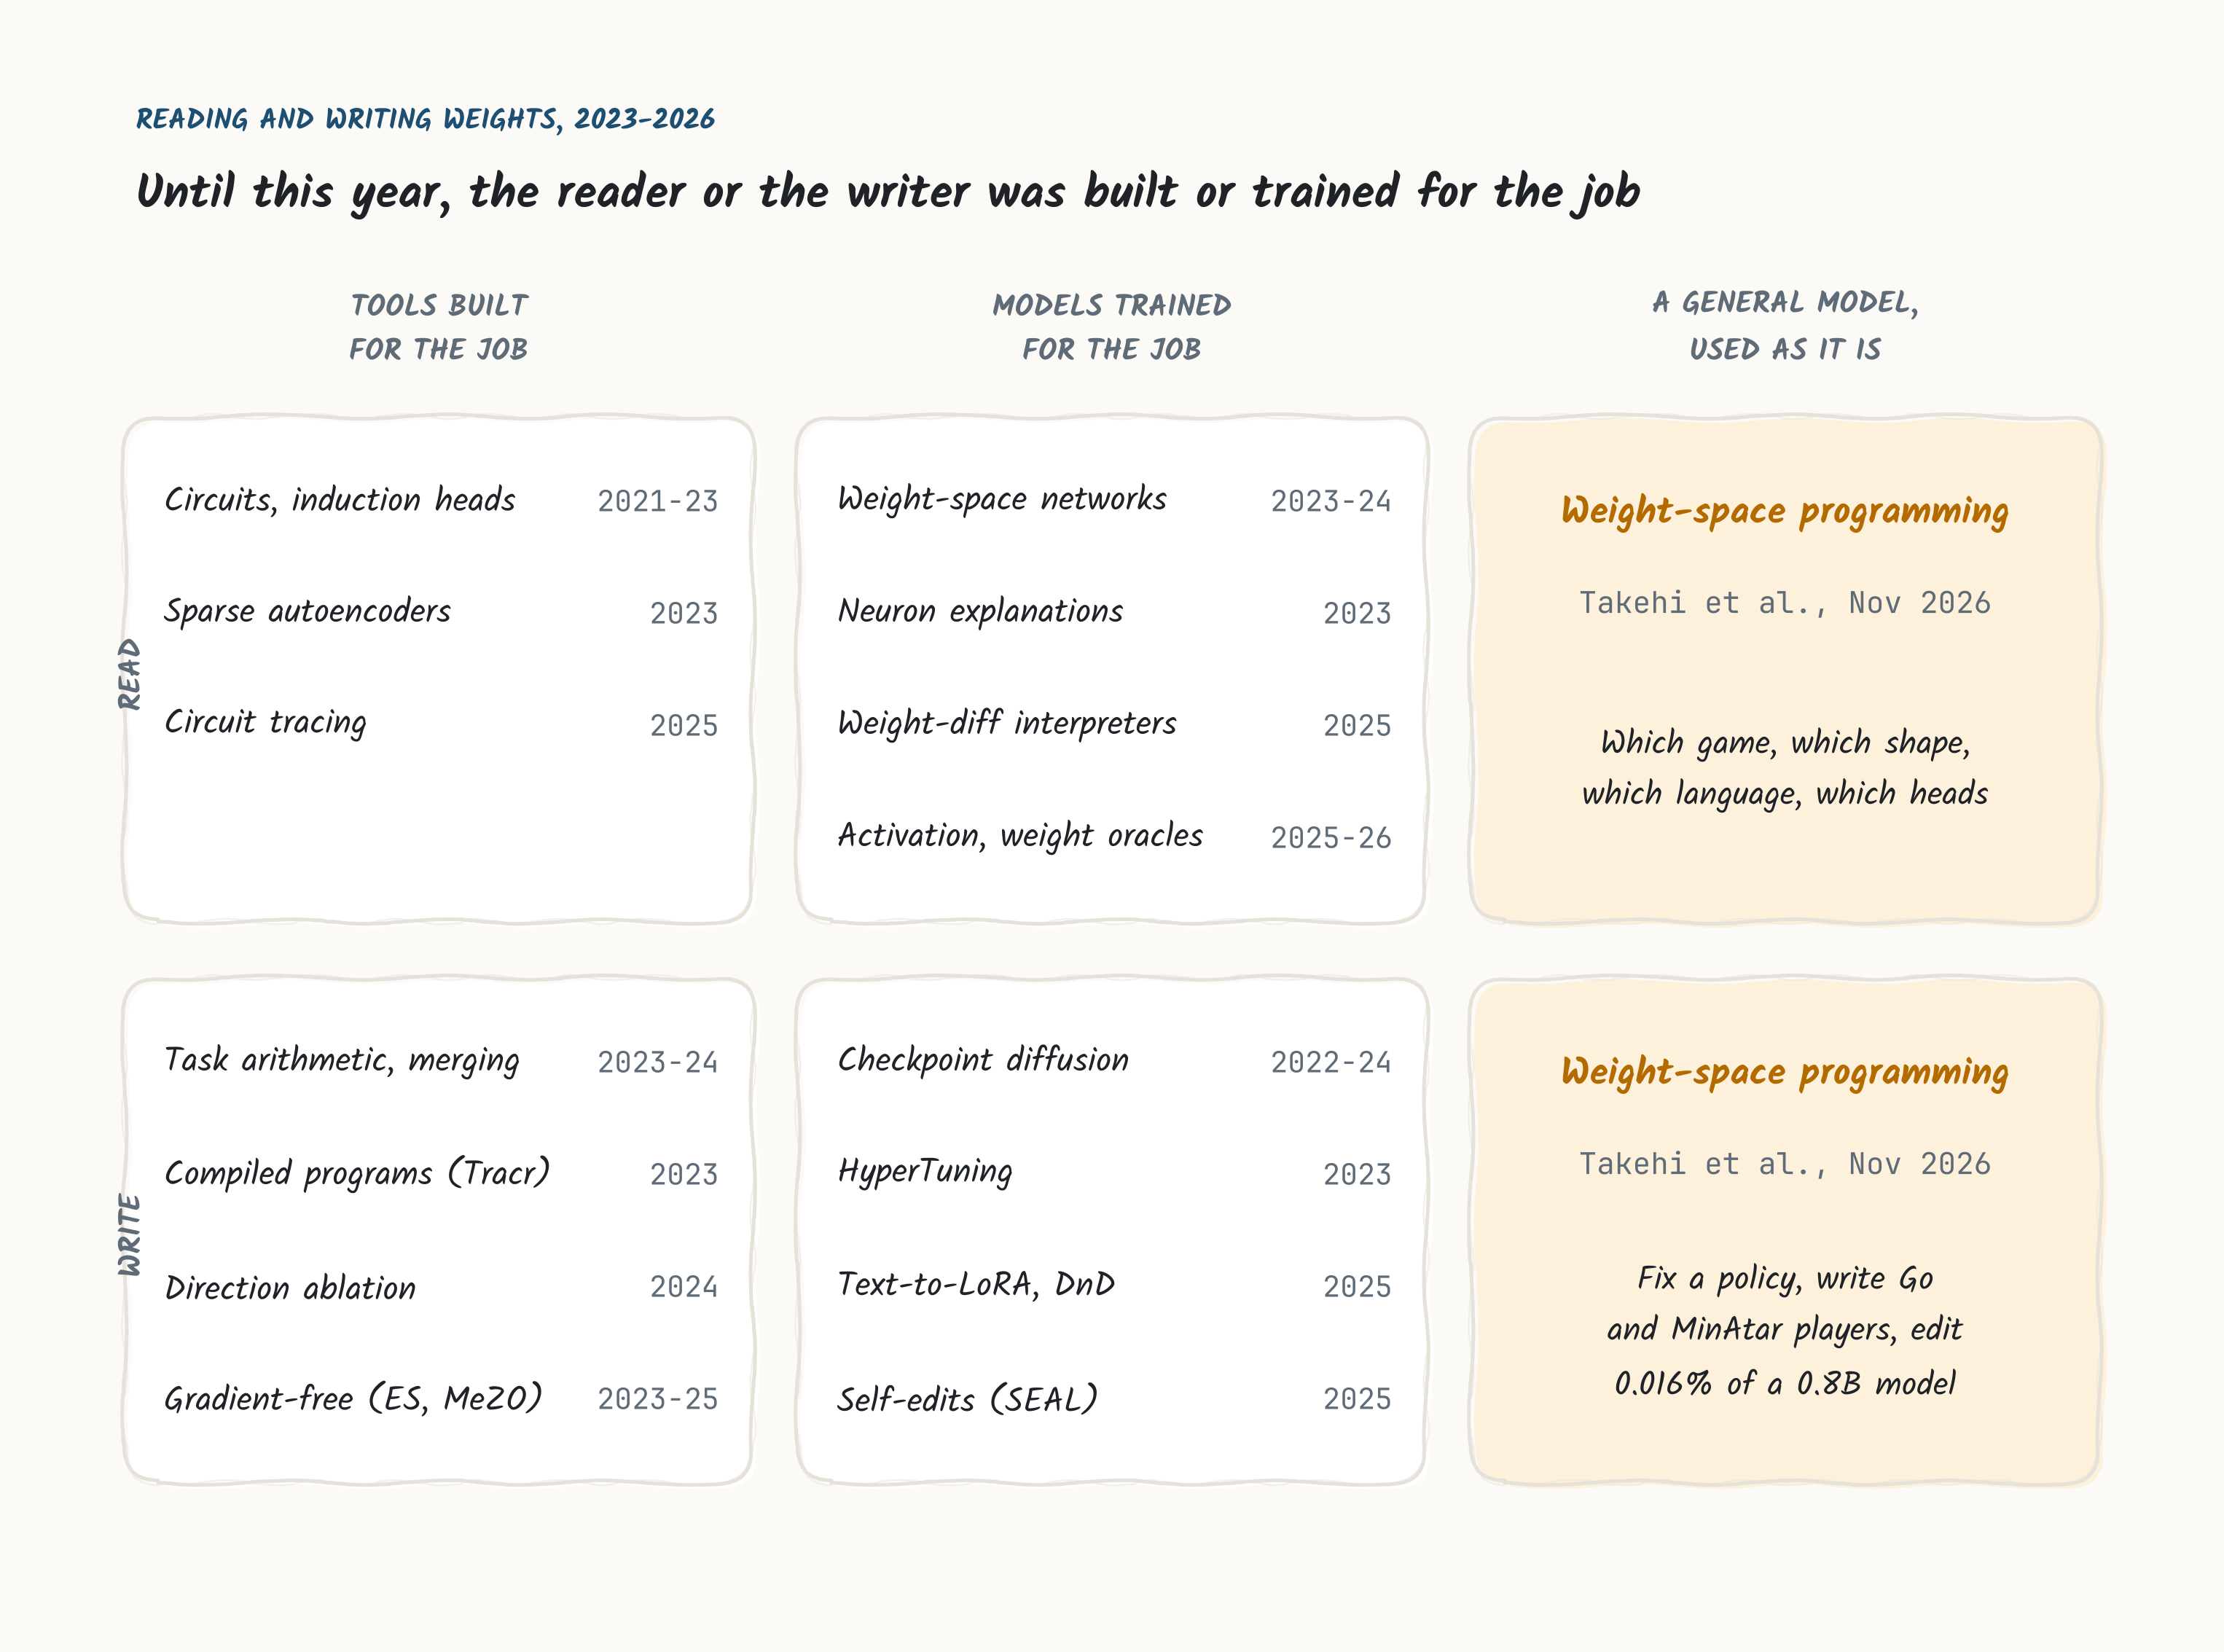 READING AND WRITING WEIGHTS, 2023-2026
Until this year, the reader or the writer was built or trained for the job
TOOLS BUILT
FOR THE JOB
MODELS TRAINED
FOR THE JOB
A GENERAL MODEL,
USED AS IT IS
READ
Circuits, induction heads 2021-23
Sparse autoencoders 2023
Circuit tracing 2025
Weight-space networks 2023-24
Neuron explanations 2023
Weight-diff interpreters 2025
Activation, weight oracles 2025-26
Weight-space programming
Takehi et al., Nov 2026
Which game, which shape,
which language, which heads
WRITE
Task arithmetic, merging 2023-24
Compiled programs (Tracr) 2023
Direction ablation 2024
Gradient-free (ES, MeZO) 2023-25
Checkpoint diffusion 2022-24
HyperTuning 2023
Text-to-LoRA, DnD 2025
Self-edits (SEAL) 2025
Weight-space programming
Takehi et al., Nov 2026
Fix a policy, write Go
and MinAtar players, edit
0.016% of a 0.8B model